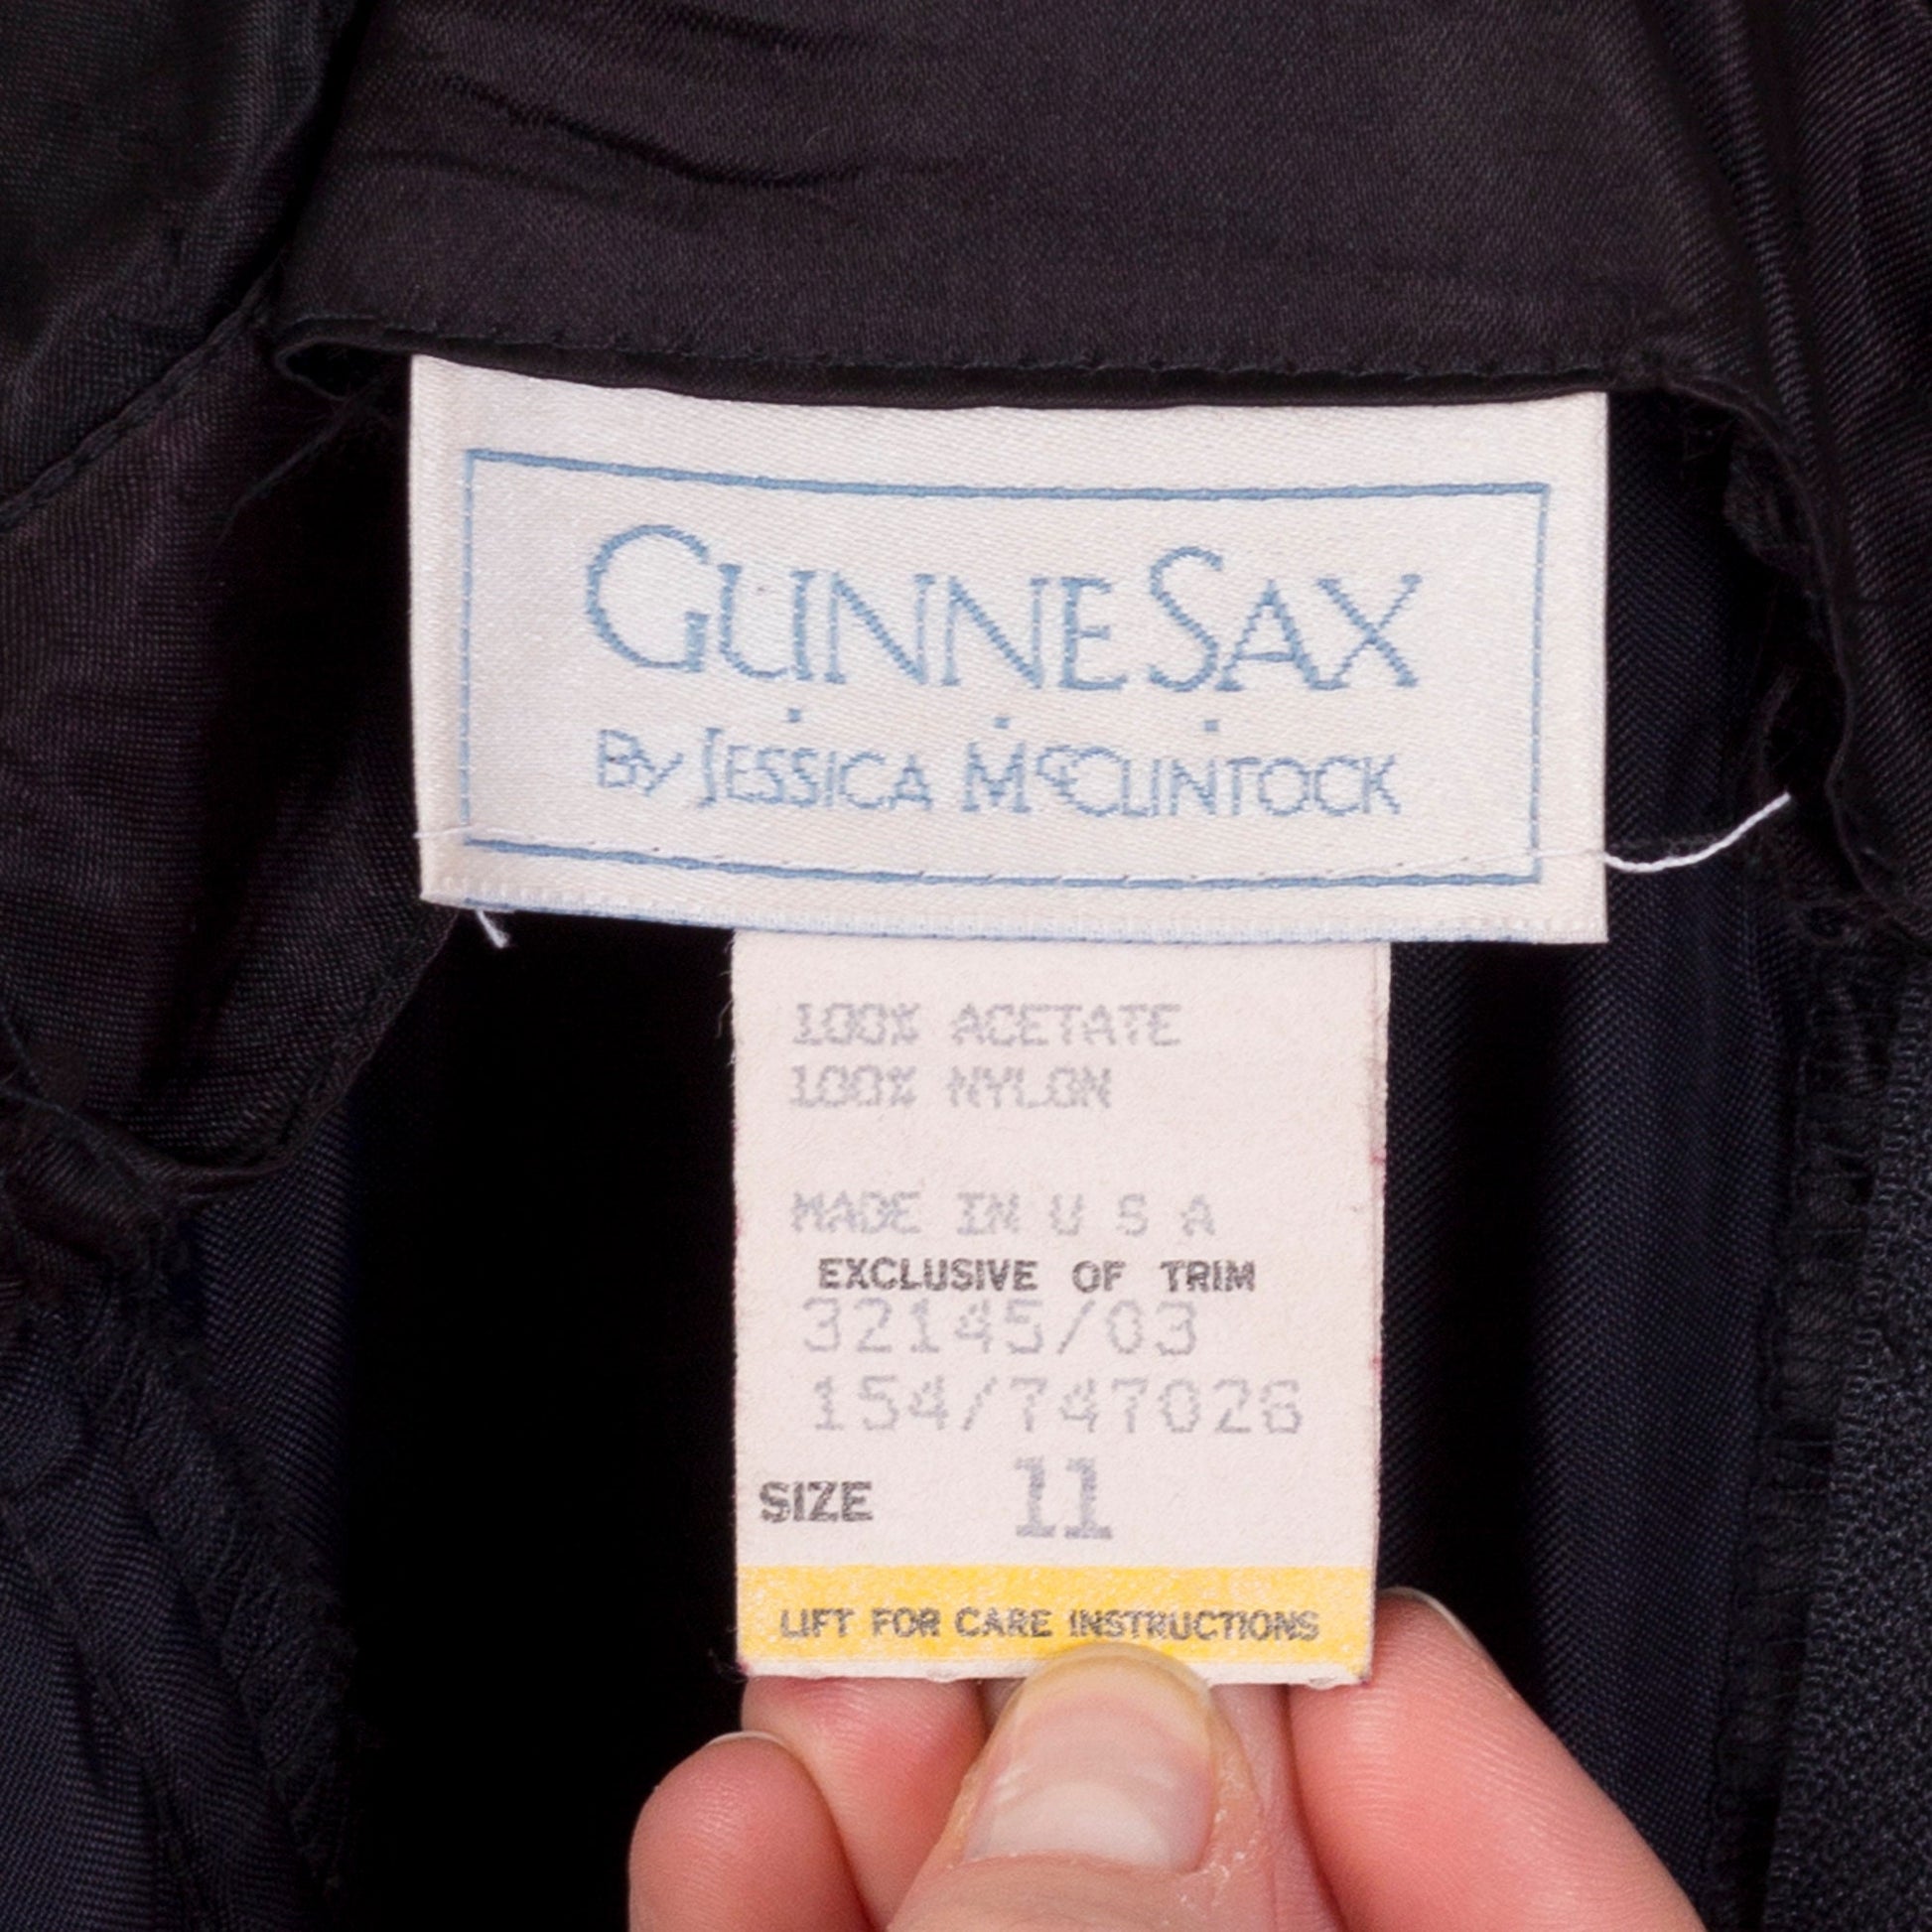 GUNNE SAX
BY JESSICA McCLINTOCK
100% ACETATE
100% NYLON
MADE IN U S A
EXCLUSIVE OF TRIM
32145/03
154/747026
SIZE 11
LIFT FOR CARE INSTRUCTIONS